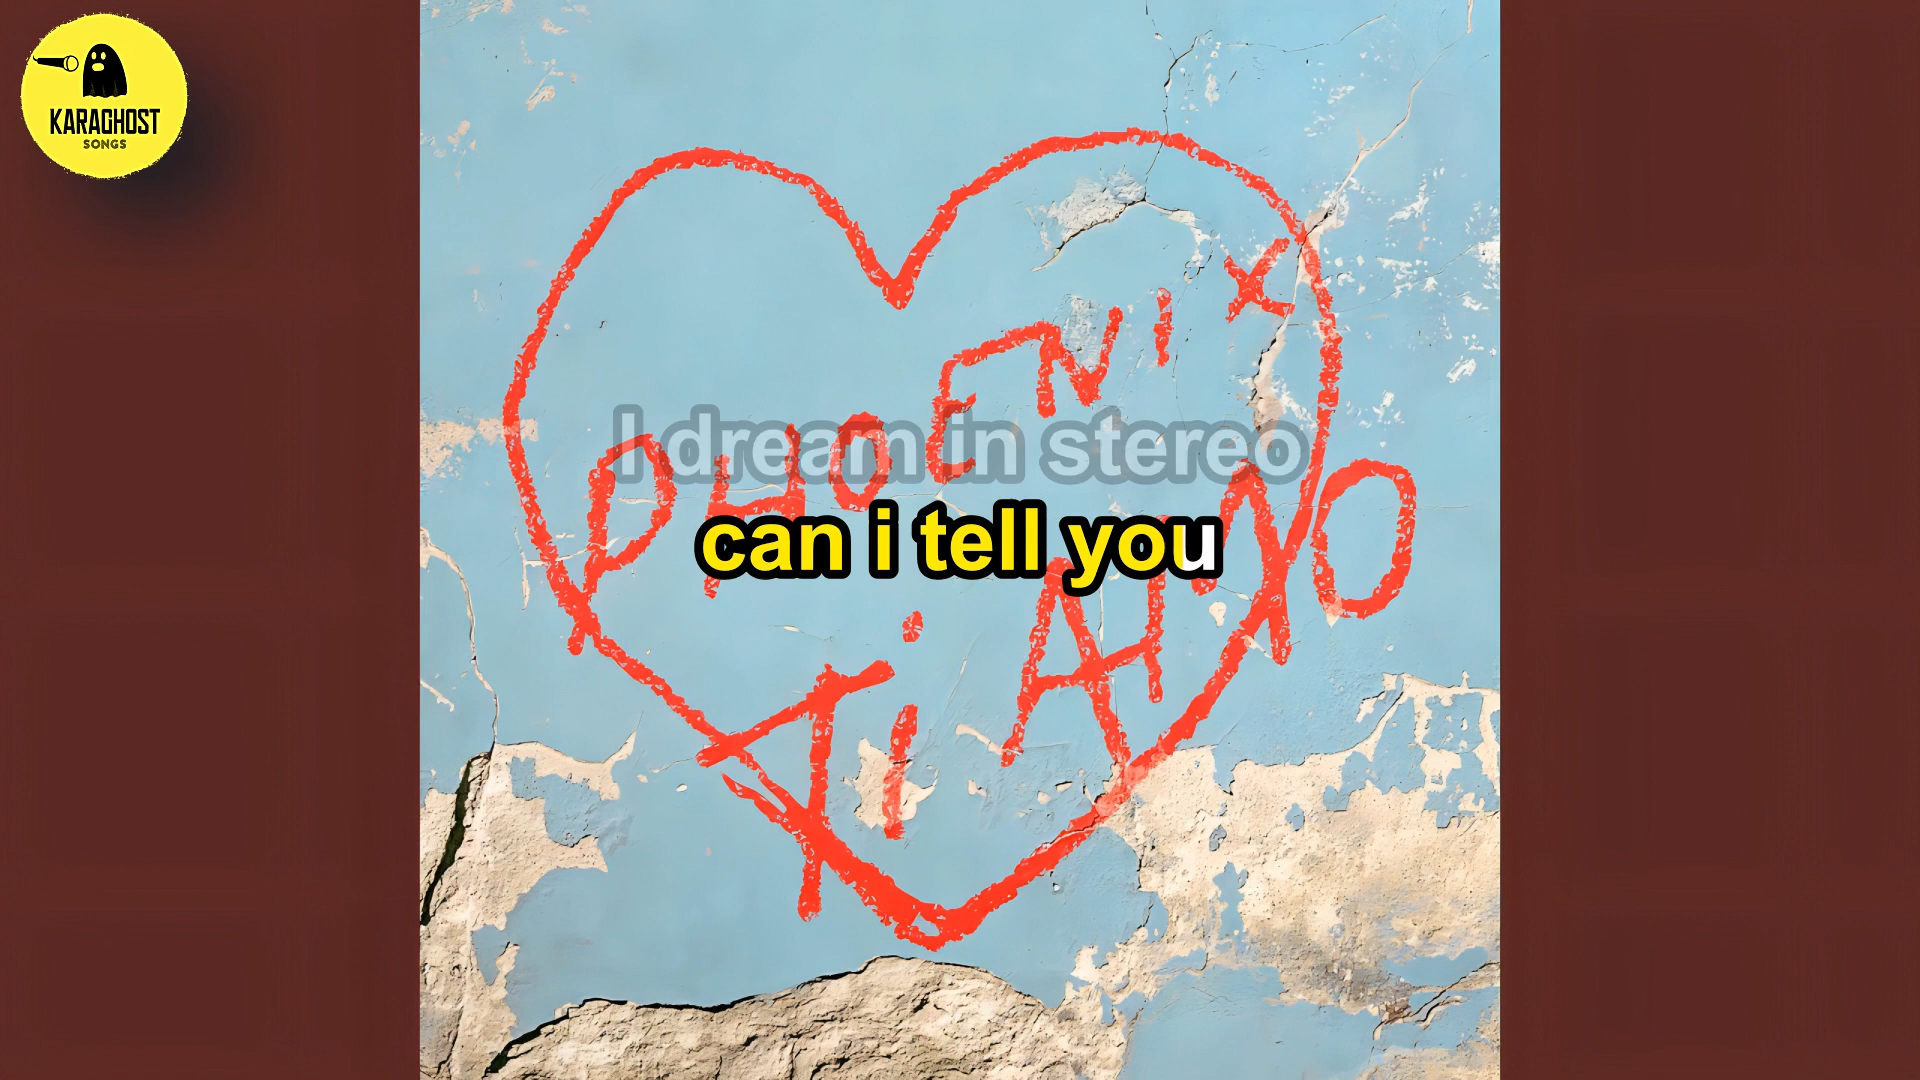 KARAGHOST
SONGS
PHOENIX
I dream in stereo
can i tell you
Ti AMO